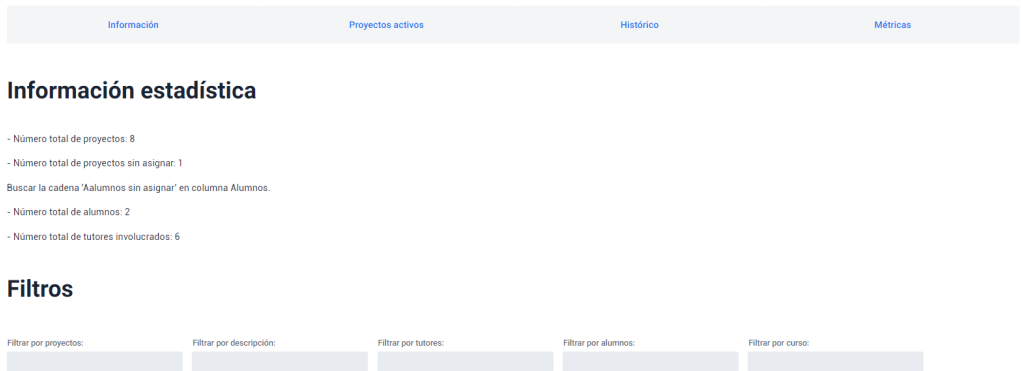 Información Proyectos activos Histórico Métricas
Información estadística
- Número total de proyectos: 8
- Número total de proyectos sin asignar: 1
Buscar la cadena 'Aalumnos sin asignar' en columna Alumnos.
- Número total de alumnos: 2
- Número total de tutores involucrados: 6
Filtros
Filtrar por proyectos: Filtrar por descripción: Filtrar por tutores: Filtrar por alumnos: Filtrar por curso: